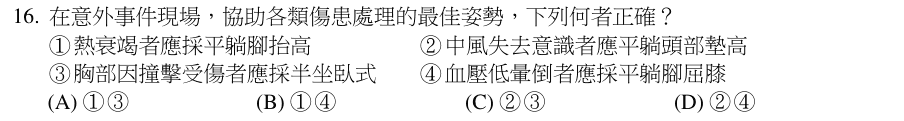 16. 在意外事件現場，協助各類傷患處理的最佳姿勢，下列何者正確？
①熱衰竭者應採平躺腳抬高 ②中風失去意識者應平躺頭部墊高
③胸部因撞擊受傷者應採半坐臥式 ④血壓低暈倒者應採平躺腳屈膝
(A) ①③ (B) ①④ (C) ②③ (D) ②④